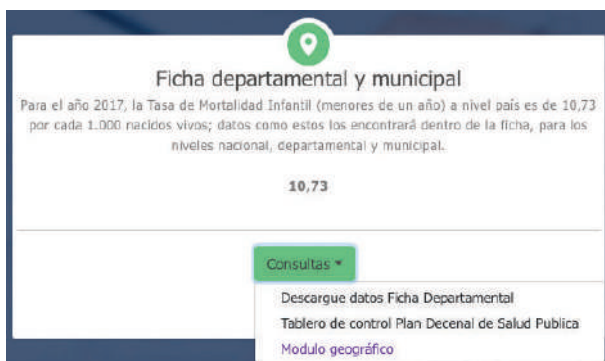 Ficha departamental y municipal
Para el año 2017, la Tasa de Mortalidad Infantil (menores de un año) a nivel país es de 10,73
por cada 1.000 nacidos vivos; datos como estos los encontrará dentro de la ficha, para los
niveles nacional, departamental y municipal.
10,73
Consultas
Descargue datos Ficha Departamental
Tablero de control Plan Decenal de Salud Publica
Modulo geográfico